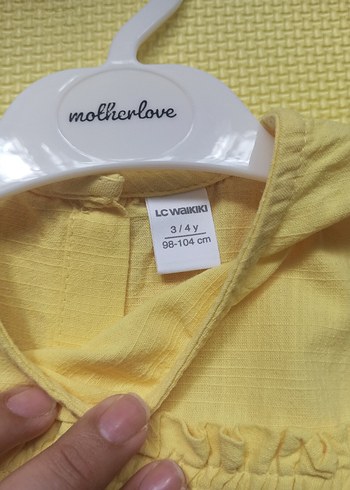 motherlove
LC WAIKIKI
3 / 4 y
98-104 cm